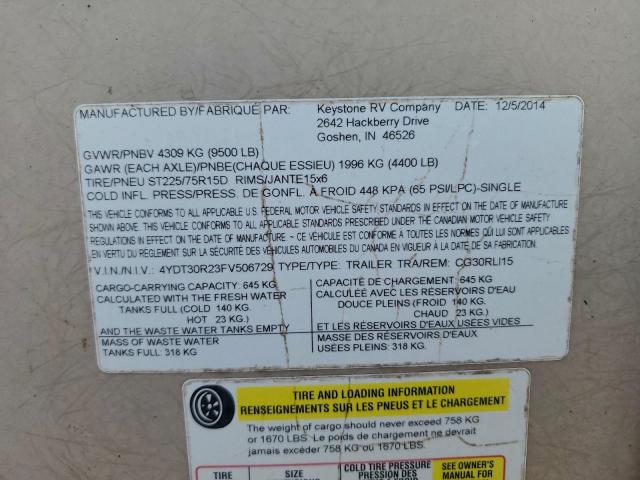 MANUFACTURED BY/FABRIQUÉ PAR: Keystone RV Company DATE: 12/5/2014
2642 Hackberry Drive
Goshen, IN 46526
GVWR/PNBV 4309 KG (9500 LB)
GAWR (EACH AXLE)/PNBE(CHAQUE ESSIEU) 1996 KG (4400 LB)
TIRE/PNEU ST225/75R15D RIMS/JANTE15x6
COLD INFL. PRESS/PRESS. DE GONFL. À FROID 448 KPA (65 PSI/LPC)-SINGLE
THIS VEHICLE CONFORMS TO ALL APPLICABLE U.S. FEDERAL MOTOR VEHICLE SAFETY STANDARDS IN EFFECT ON
THE DATE OF MANUFACTURE SHOWN ABOVE.
THIS VEHICLE CONFORMS TO ALL APPLICABLE STANDARDS PRESCRIBED UNDER THE CANADIAN MOTOR VEHICLE SAFETY
REGULATIONS IN EFFECT ON THE DATE OF MANUFACTURE / CE VEHICULE EST CONFORME À TOUTES LES NORMES QUI LUI
SONT APPLICABLES EN VERTU DU RÈGLEMENT SUR LA SÉCURITÉ DES VÉHICULES AUTOMOBILES DU CANADA EN VIGUEUR À LA DATE DE SA FABRICATION.
V.I.N./N.I.V.: 4YDT30R23FV506729 TYPE/TYPE: TRAILER TRA/REM: CG30RLI15
CARGO-CARRYING CAPACITY: 645 KG
CALCULATED WITH THE FRESH WATER
TANKS FULL (COLD 140 KG.
HOT 23 KG.)
AND THE WASTE WATER TANKS EMPTY
MASS OF WASTE WATER
TANKS FULL: 318 KG
CAPACITÉ DE CHARGEMENT: 645 KG
CALCULÉE AVEC LES RÉSERVOIRS D'EAU
DOUCE PLEINS (FROID 140 KG
CHAUD 23 KG.)
ET LES RÉSERVOIRS D'EAUX USÉES VIDES
MASSE DES RÉSERVOIRS D'EAUX
USÉES PLEINS: 318 KG.
TIRE AND LOADING INFORMATION
RENSEIGNEMENTS SUR LES PNEUS ET LE CHARGEMENT
The weight of cargo should never exceed 758 KG
or 1670 LBS. Le poids de chargement ne devrait
jamais excéder 758 KG ou 1670 LBS.
TIRE SIZE COLD TIRE PRESSURE SEE OWNER'S
PRESSION DES MANUAL FOR